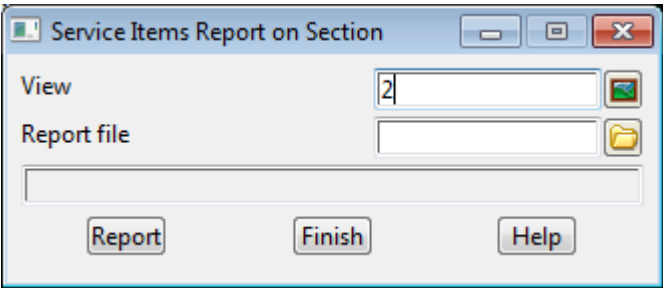 Service Items Report on Section
View 2
Report file
Report Finish Help